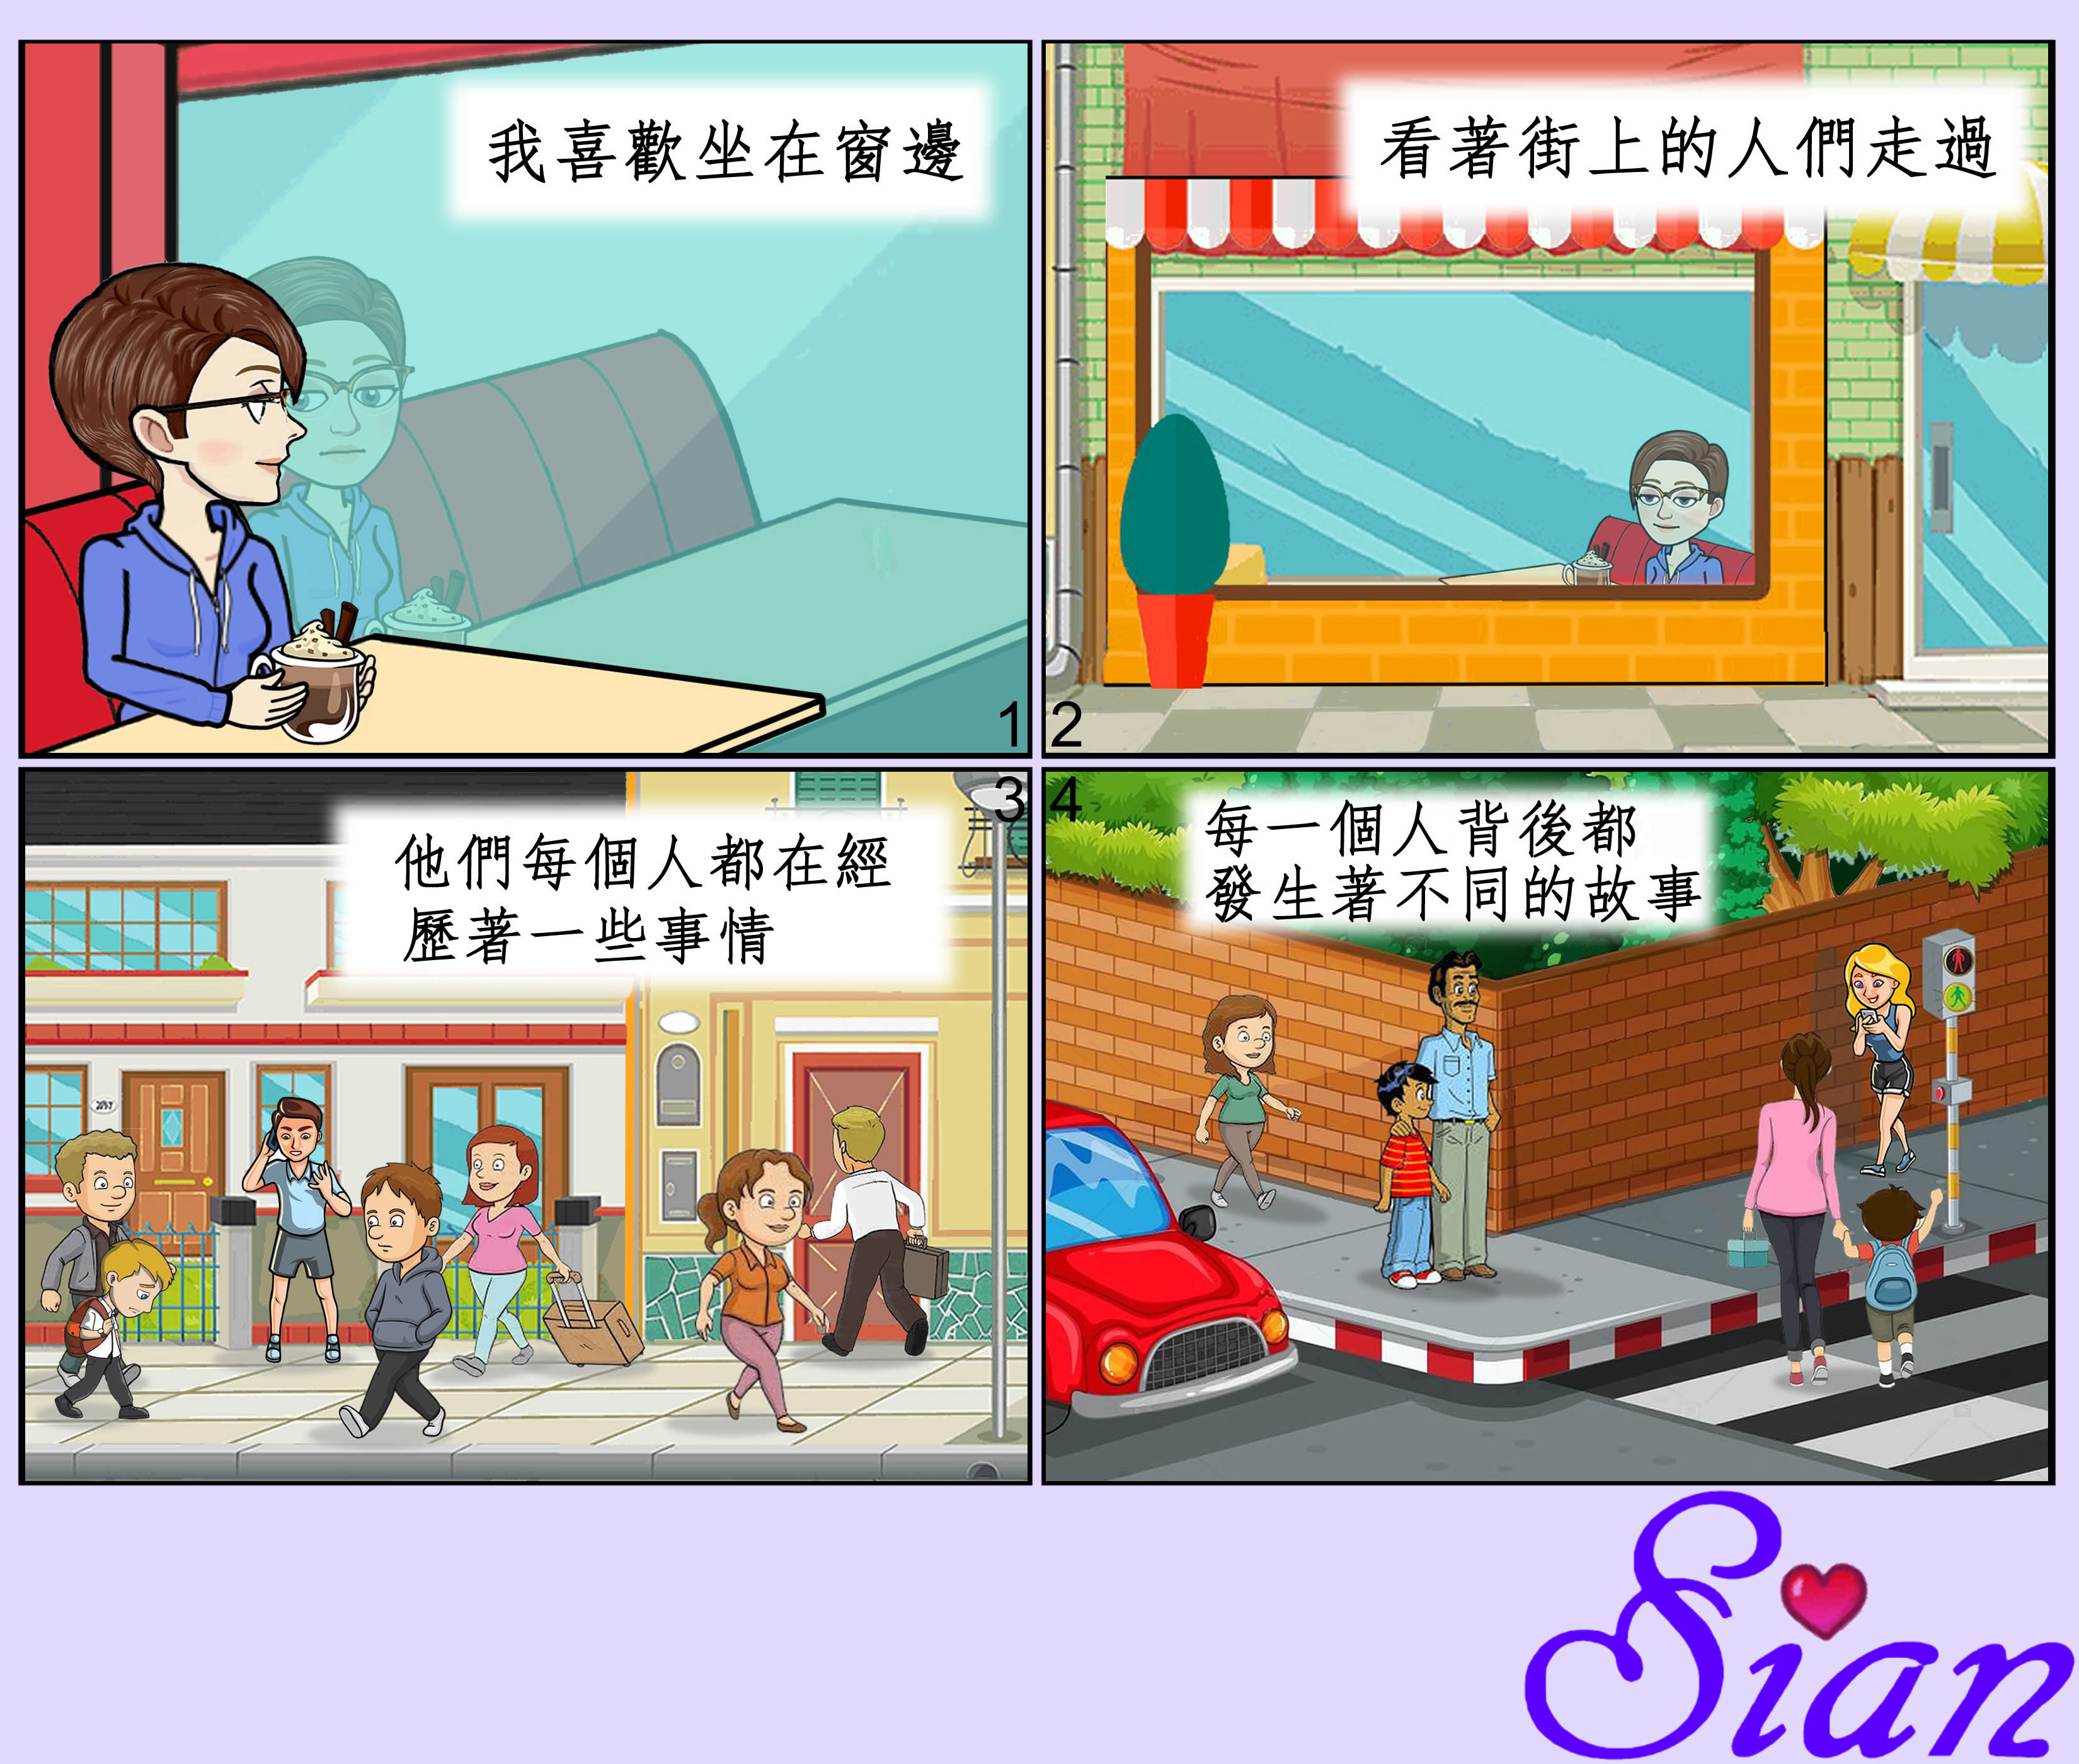 我喜歡坐在窗邊
1
看著街上的人們走過
2
他們每個人都在經
歷著一些事情
3
每一個人背後都
發生著不同的故事
4
Sian